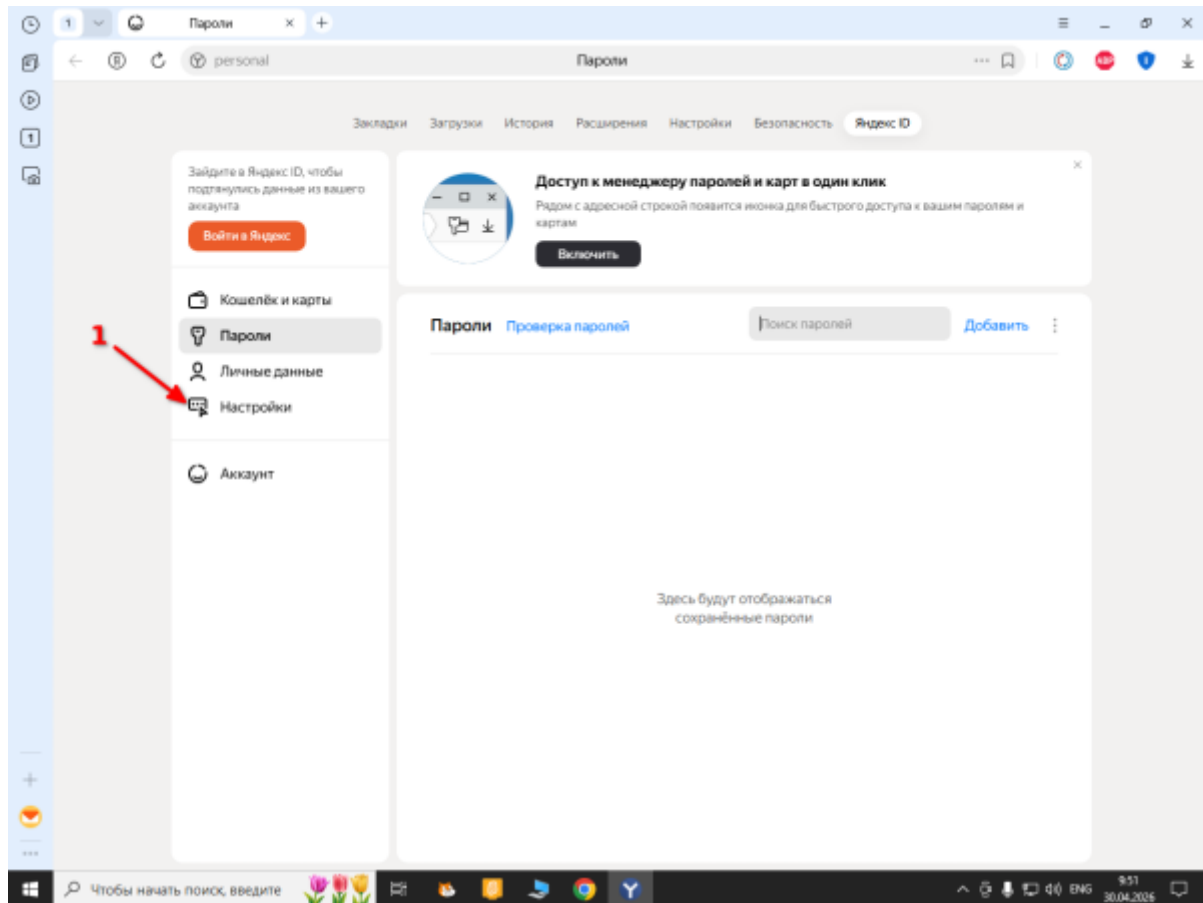 1
Пароли
personal
Пароли
ABP
1
Закладки Загрузки История Расширения Настройки Безопасность Яндекс ID
Зайдите в Яндекс ID, чтобы
подтянулись данные из вашего
аккаунта
Войти в Яндекс
Кошелёк и карты
Пароли
Личные данные
Настройки
Аккаунт
1
Доступ к менеджеру паролей и карт в один клик
Рядом с адресной строкой появится иконка для быстрого доступа к вашим паролям и
картам
Включить
Пароли Проверка паролей Поиск паролей Добавить
Здесь будут отображаться
сохранённые пароли
Чтобы начать поиск, введите
ENG
9:51
30.04.2026